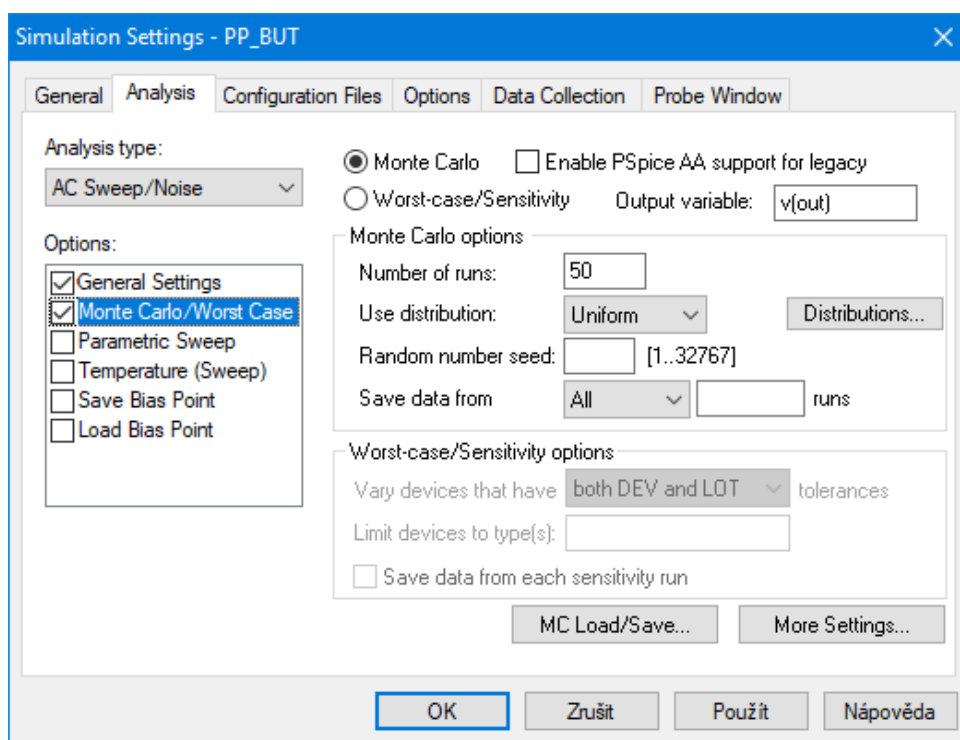 Simulation Settings - PP_BUT
General Analysis Configuration Files Options Data Collection Probe Window
Analysis type:
AC Sweep/Noise
Options:
General Settings
Monte Carlo/Worst Case
Parametric Sweep
Temperature (Sweep)
Save Bias Point
Load Bias Point
Monte Carlo Enable PSpice AA support for legacy
Worst-case/Sensitivity Output variable: v(out)
Monte Carlo options
Number of runs: 50
Use distribution: Uniform Distributions...
Random number seed: [1..32767]
Save data from All runs
Worst-case/Sensitivity options
Vary devices that have both DEV and LOT tolerances
Limit devices to type(s):
Save data from each sensitivity run
MC Load/Save... More Settings...
OK Zrušit Použít Nápověda